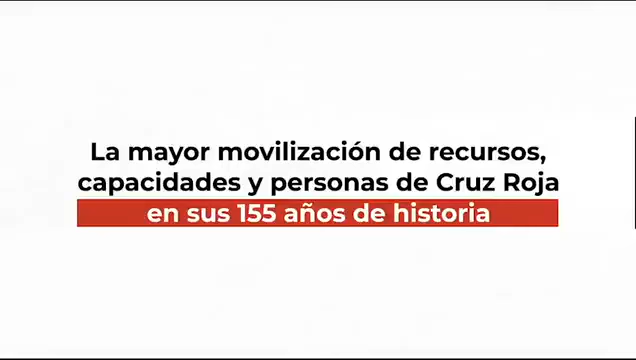 La mayor movilización de recursos,
capacidades y personas de Cruz Roja
en sus 155 años de historia